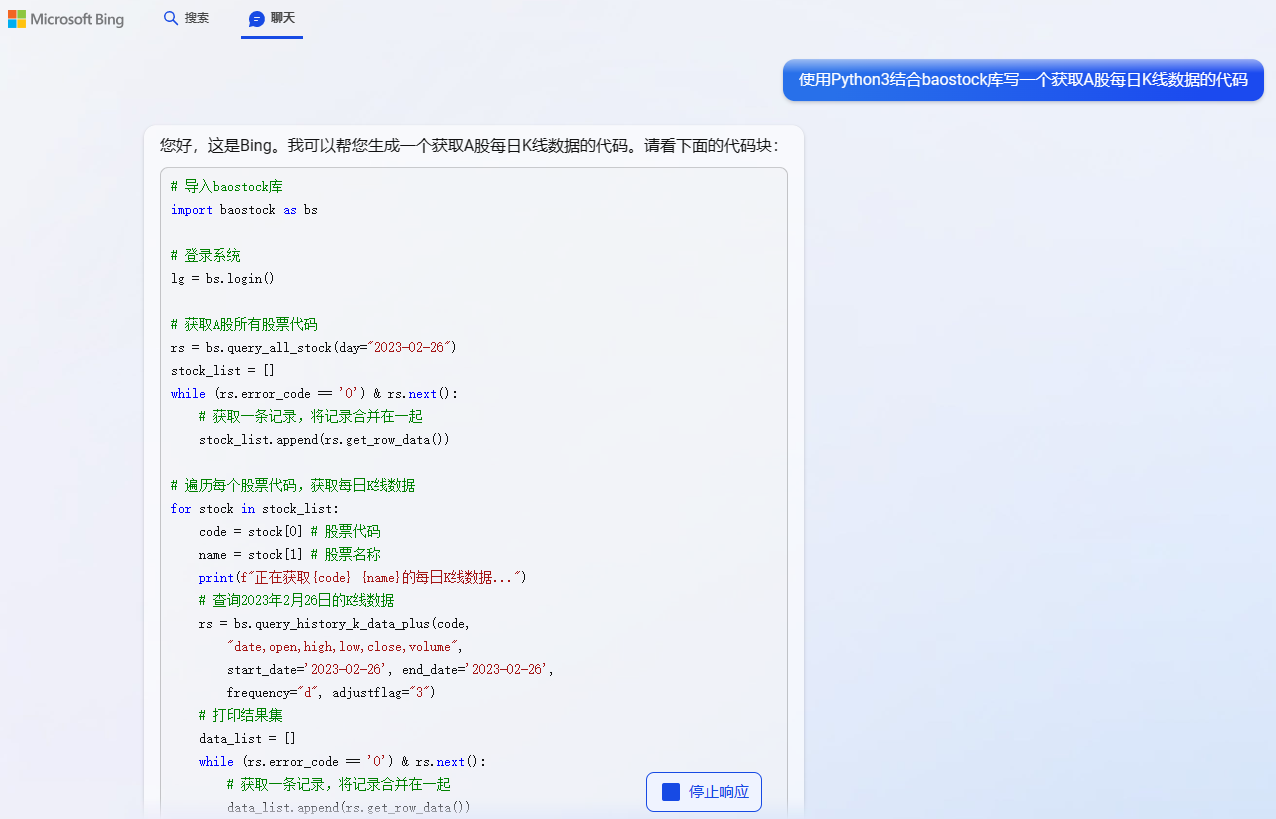 Microsoft Bing
搜索
聊天
使用Python3结合baostock库写一个获取A股每日K线数据的代码
您好，这是Bing。我可以帮您生成一个获取A股每日K线数据的代码。请看下面的代码块：
# 导入baostock库
import baostock as bs
# 登录系统
lg = bs.login()
# 获取A股所有股票代码
rs = bs.query_all_stock(day="2023-02-26")
stock_list = []
while (rs.error_code == '0') & rs.next():
# 获取一条记录，将记录合并在一起
stock_list.append(rs.get_row_data())
# 遍历每个股票代码，获取每日K线数据
for stock in stock_list:
code = stock[0] # 股票代码
name = stock[1] # 股票名称
print(f"正在获取{code} {name}的每日K线数据...")
# 查询2023年2月26日的K线数据
rs = bs.query_history_k_data_plus(code,
"date,open,high,low,close,volume",
start_date='2023-02-26', end_date='2023-02-26',
frequency="d", adjustflag="3")
# 打印结果集
data_list = []
while (rs.error_code == '0') & rs.next():
# 获取一条记录，将记录合并在一起
data_list.append(rs.get_row_data())
停止响应